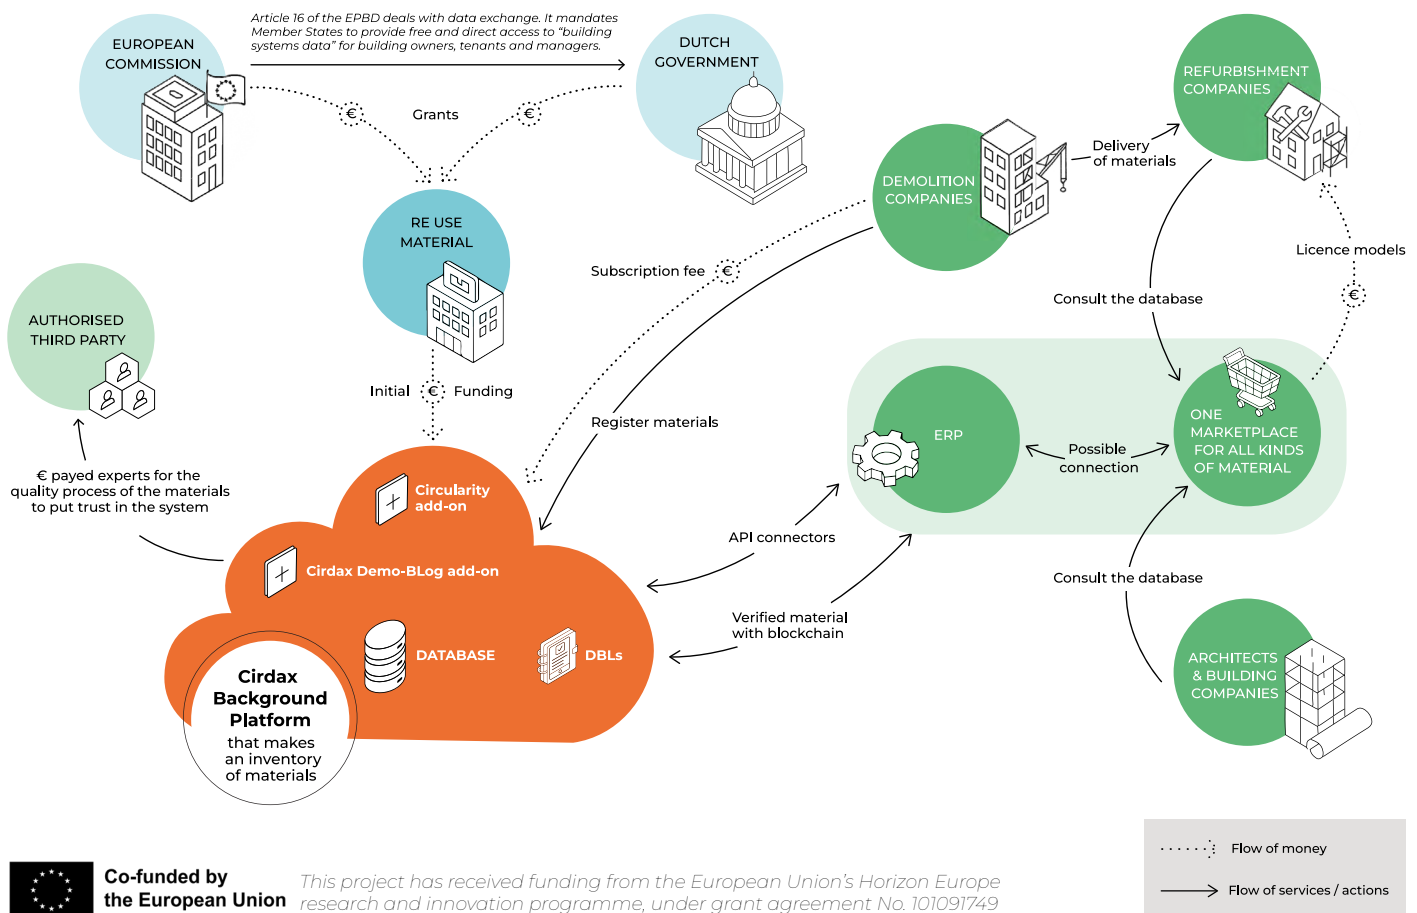 Article 16 of the EPBD deals with data exchange. It mandates
Member States to provide free and direct access to “building
systems data” for building owners, tenants and managers.
EUROPEAN
COMMISSION
DUTCH
GOVERNMENT
REFURBISHMENT
COMPANIES
€
Grants
€
Delivery
of materials
DEMOLITION
COMPANIES
RE USE
MATERIAL
Subscription fee
€
Licence models
€
Consult the database
AUTHORISED
THIRD PARTY
Initial
€
Funding
Register materials
ERP
ONE
MARKETPLACE
FOR ALL KINDS
OF MATERIAL
Possible
connection
€ payed experts for the
quality process of the materials
to put trust in the system
Circularity
add-on
API connectors
Cirdax Demo-BLog add-on
Consult the database
Verified material
with blockchain
DATABASE
DBLs
ARCHITECTS
& BUILDING
COMPANIES
Cirdax
Background
Platform
that makes
an inventory
of materials
Flow of money
Flow of services / actions
Co-funded by
the European Union
This project has received funding from the European Union’s Horizon Europe
research and innovation programme, under grant agreement No. 101091749